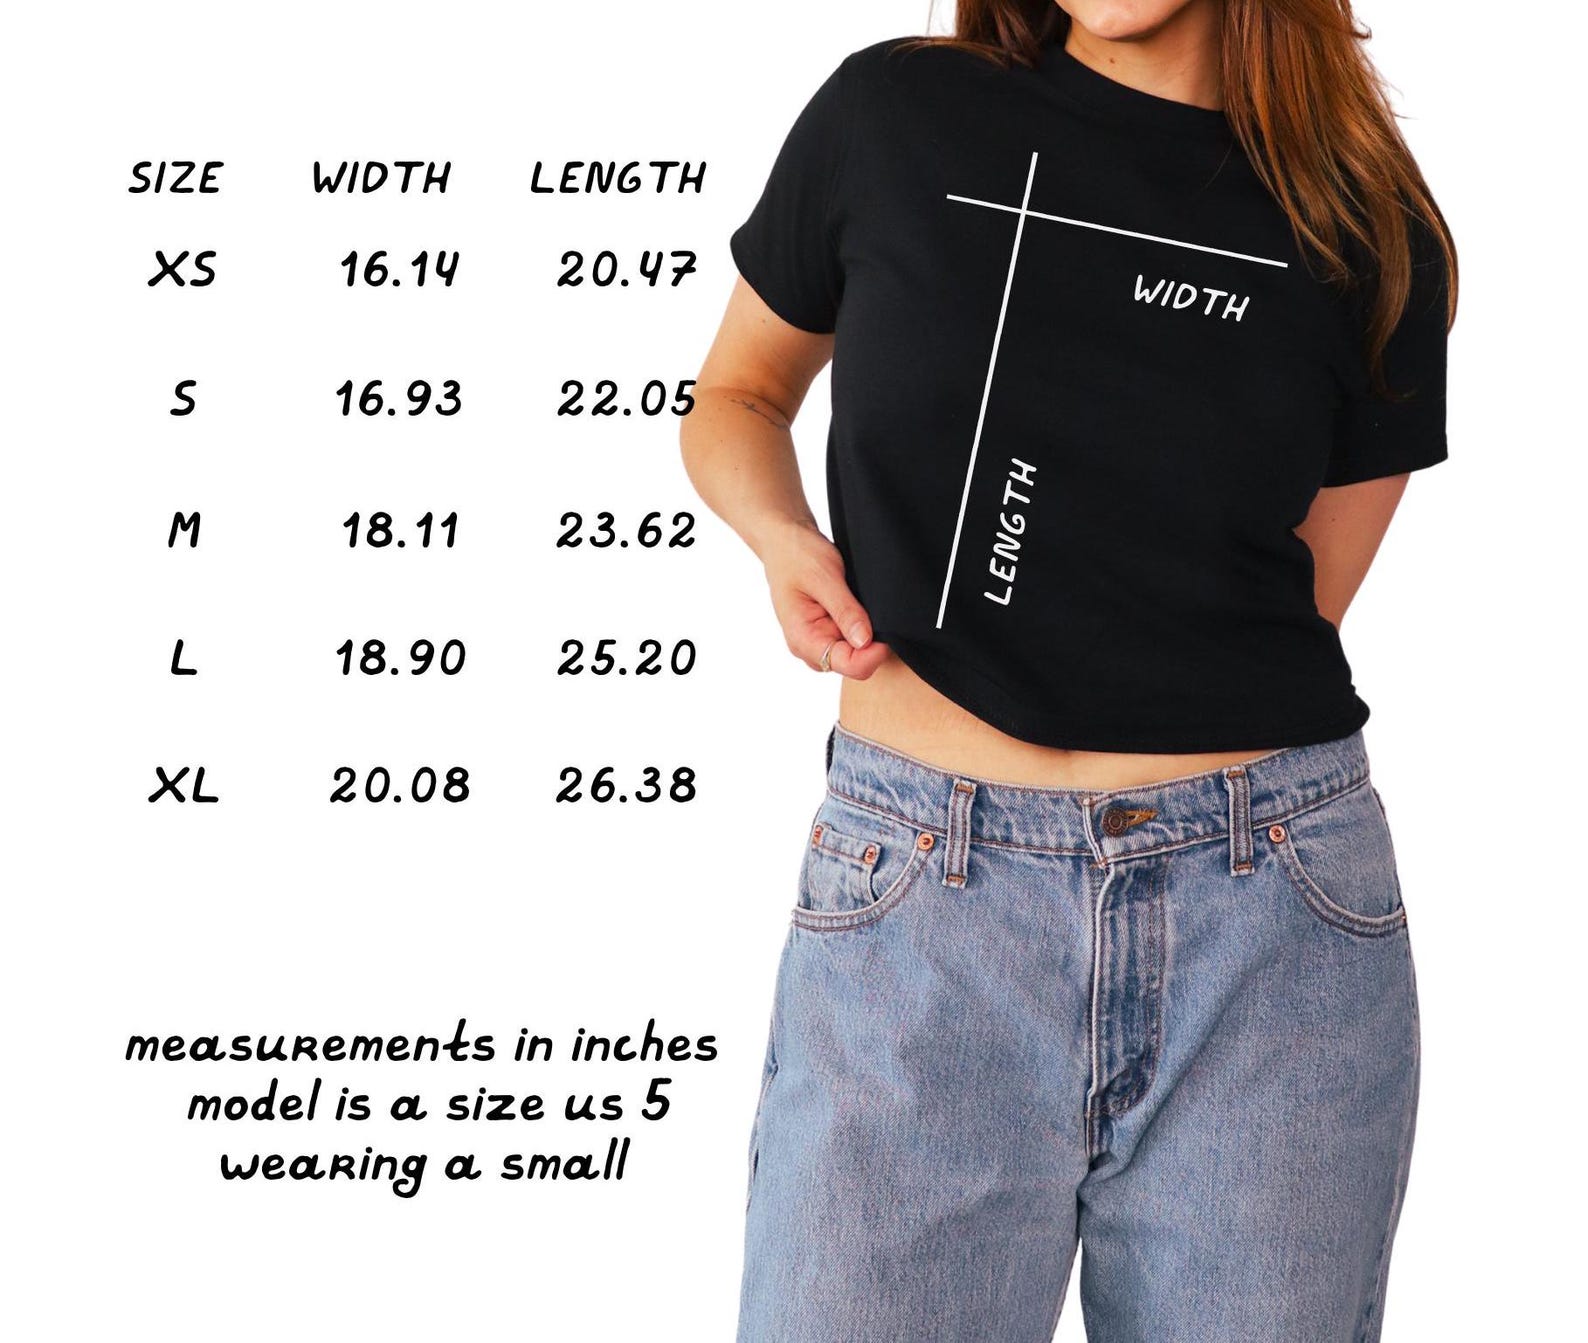 SIZE WIDTH LENGTH
XS 16.14 20.47
S 16.93 22.05
M 18.11 23.62
L 18.90 25.20
XL 20.08 26.38
measurements in inches
model is a size us 5
wearing a small
WIDTH
LENGTH